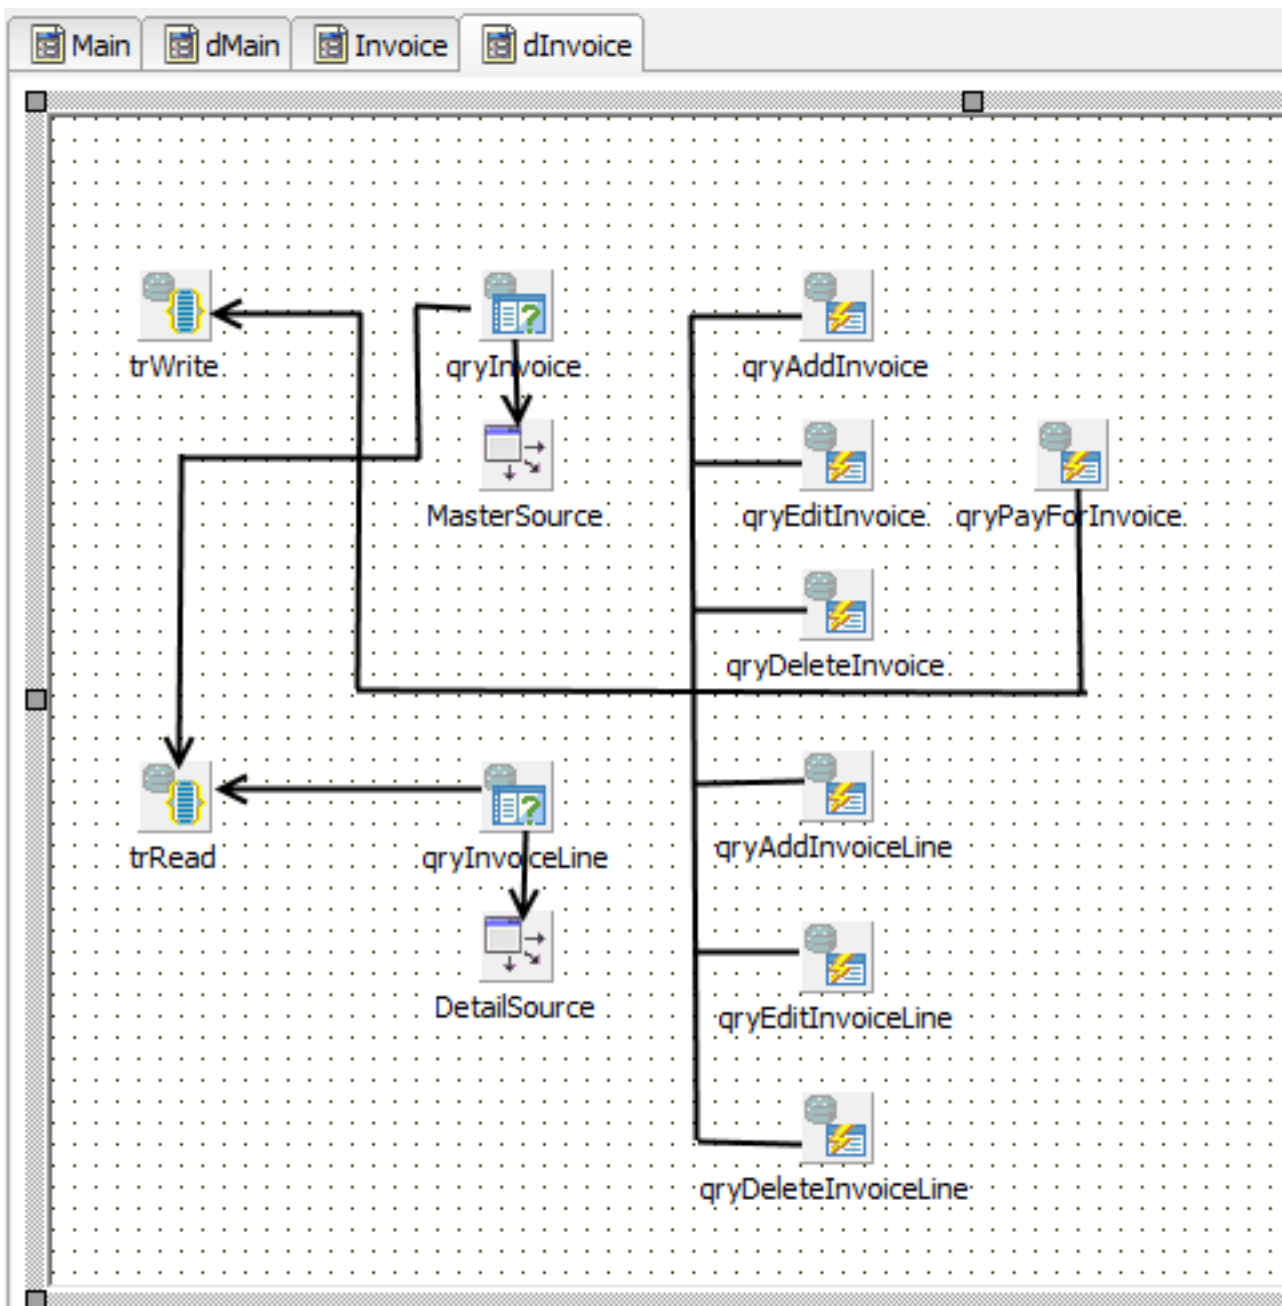 Main dMain Invoice dInvoice
trWrite qryInvoice qryAddInvoice
MasterSource qryEditInvoice qryPayForInvoice
qryDeleteInvoice
trRead qryInvoiceLine qryAddInvoiceLine
DetailSource qryEditInvoiceLine
qryDeleteInvoiceLine